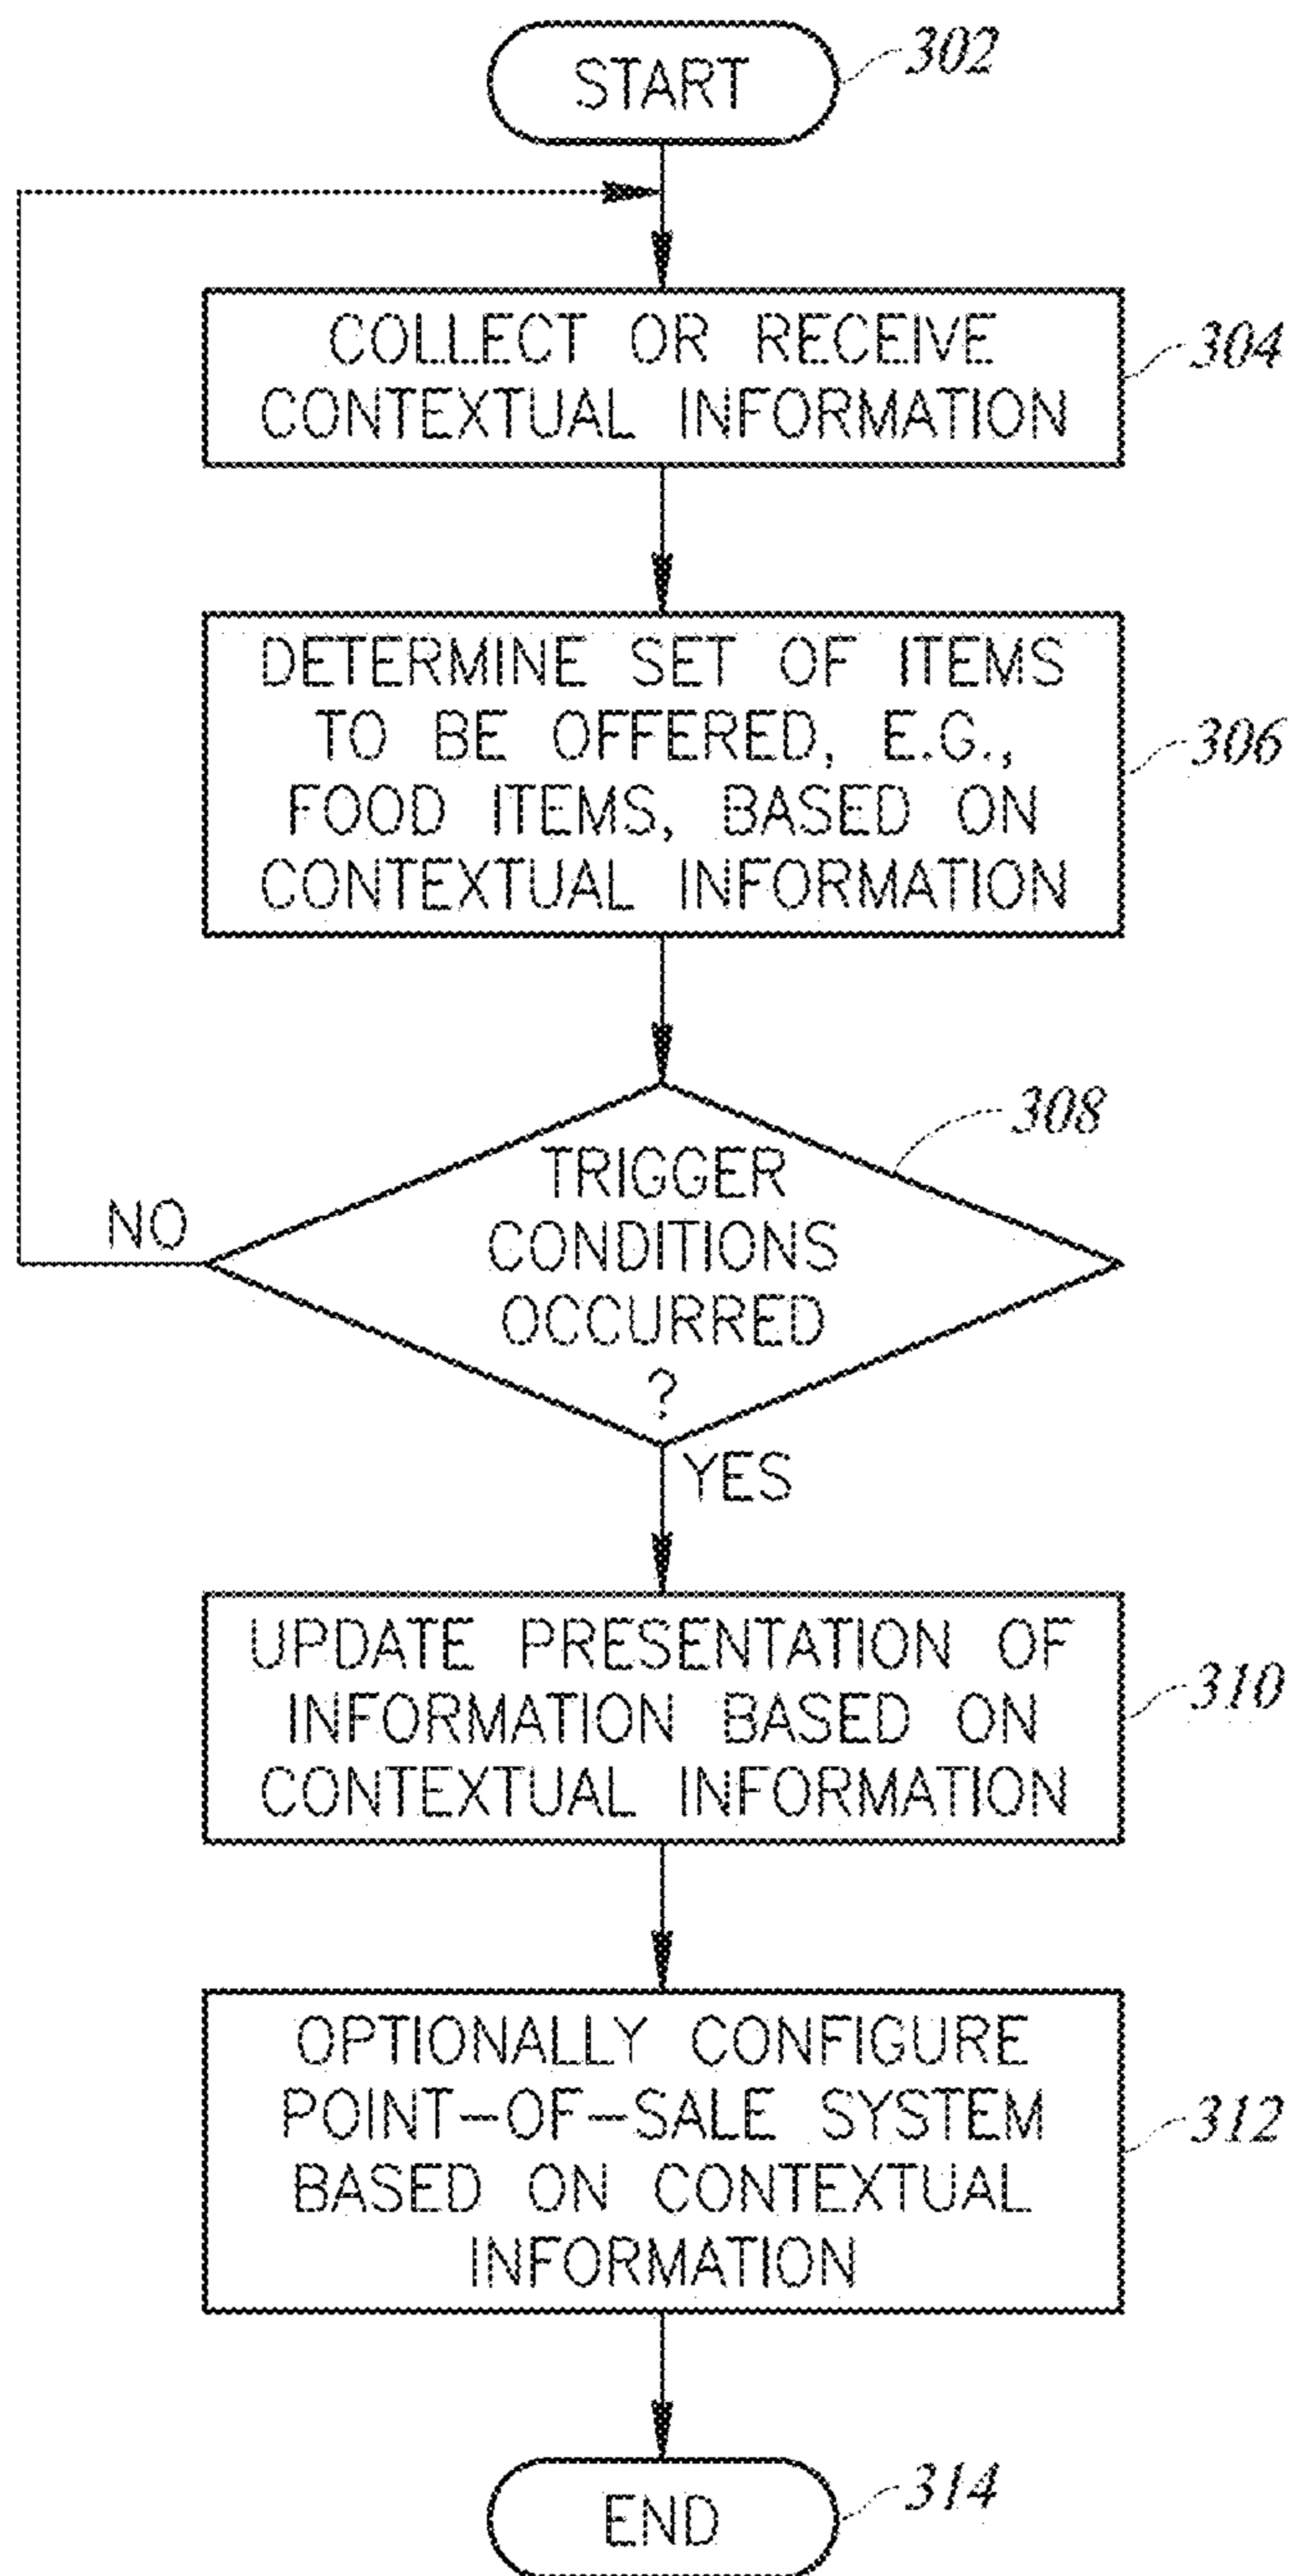 START
302
COLLECT OR RECEIVE
CONTEXTUAL INFORMATION
304
DETERMINE SET OF ITEMS
TO BE OFFERED, E.G.,
FOOD ITEMS, BASED ON
CONTEXTUAL INFORMATION
306
TRIGGER
CONDITIONS
OCCURRED
?
308
NO
YES
UPDATE PRESENTATION OF
INFORMATION BASED ON
CONTEXTUAL INFORMATION
310
OPTIONALLY CONFIGURE
POINT-OF-SALE SYSTEM
BASED ON CONTEXTUAL
INFORMATION
312
END
314